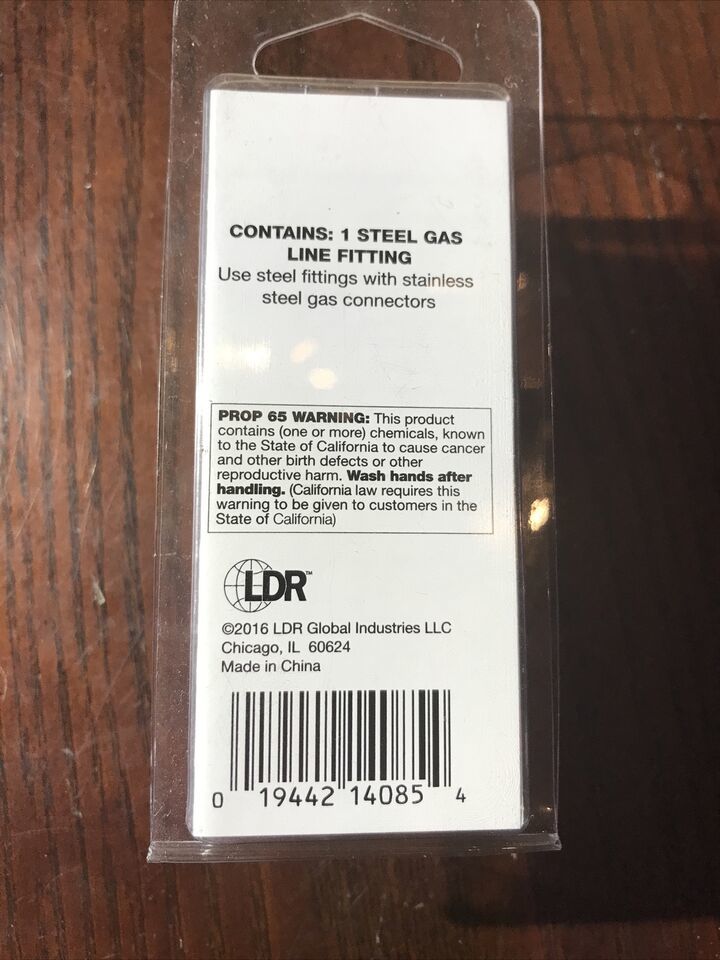 CONTAINS: 1 STEEL GAS
LINE FITTING
Use steel fittings with stainless
steel gas connectors
PROP 65 WARNING: This product
contains (one or more) chemicals, known
to the State of California to cause cancer
and other birth defects or other
reproductive harm. Wash hands after
handling. (California law requires this
warning to be given to customers in the
State of California)
LDR™
©2016 LDR Global Industries LLC
Chicago, IL 60624
Made in China
0 19442 14085 4